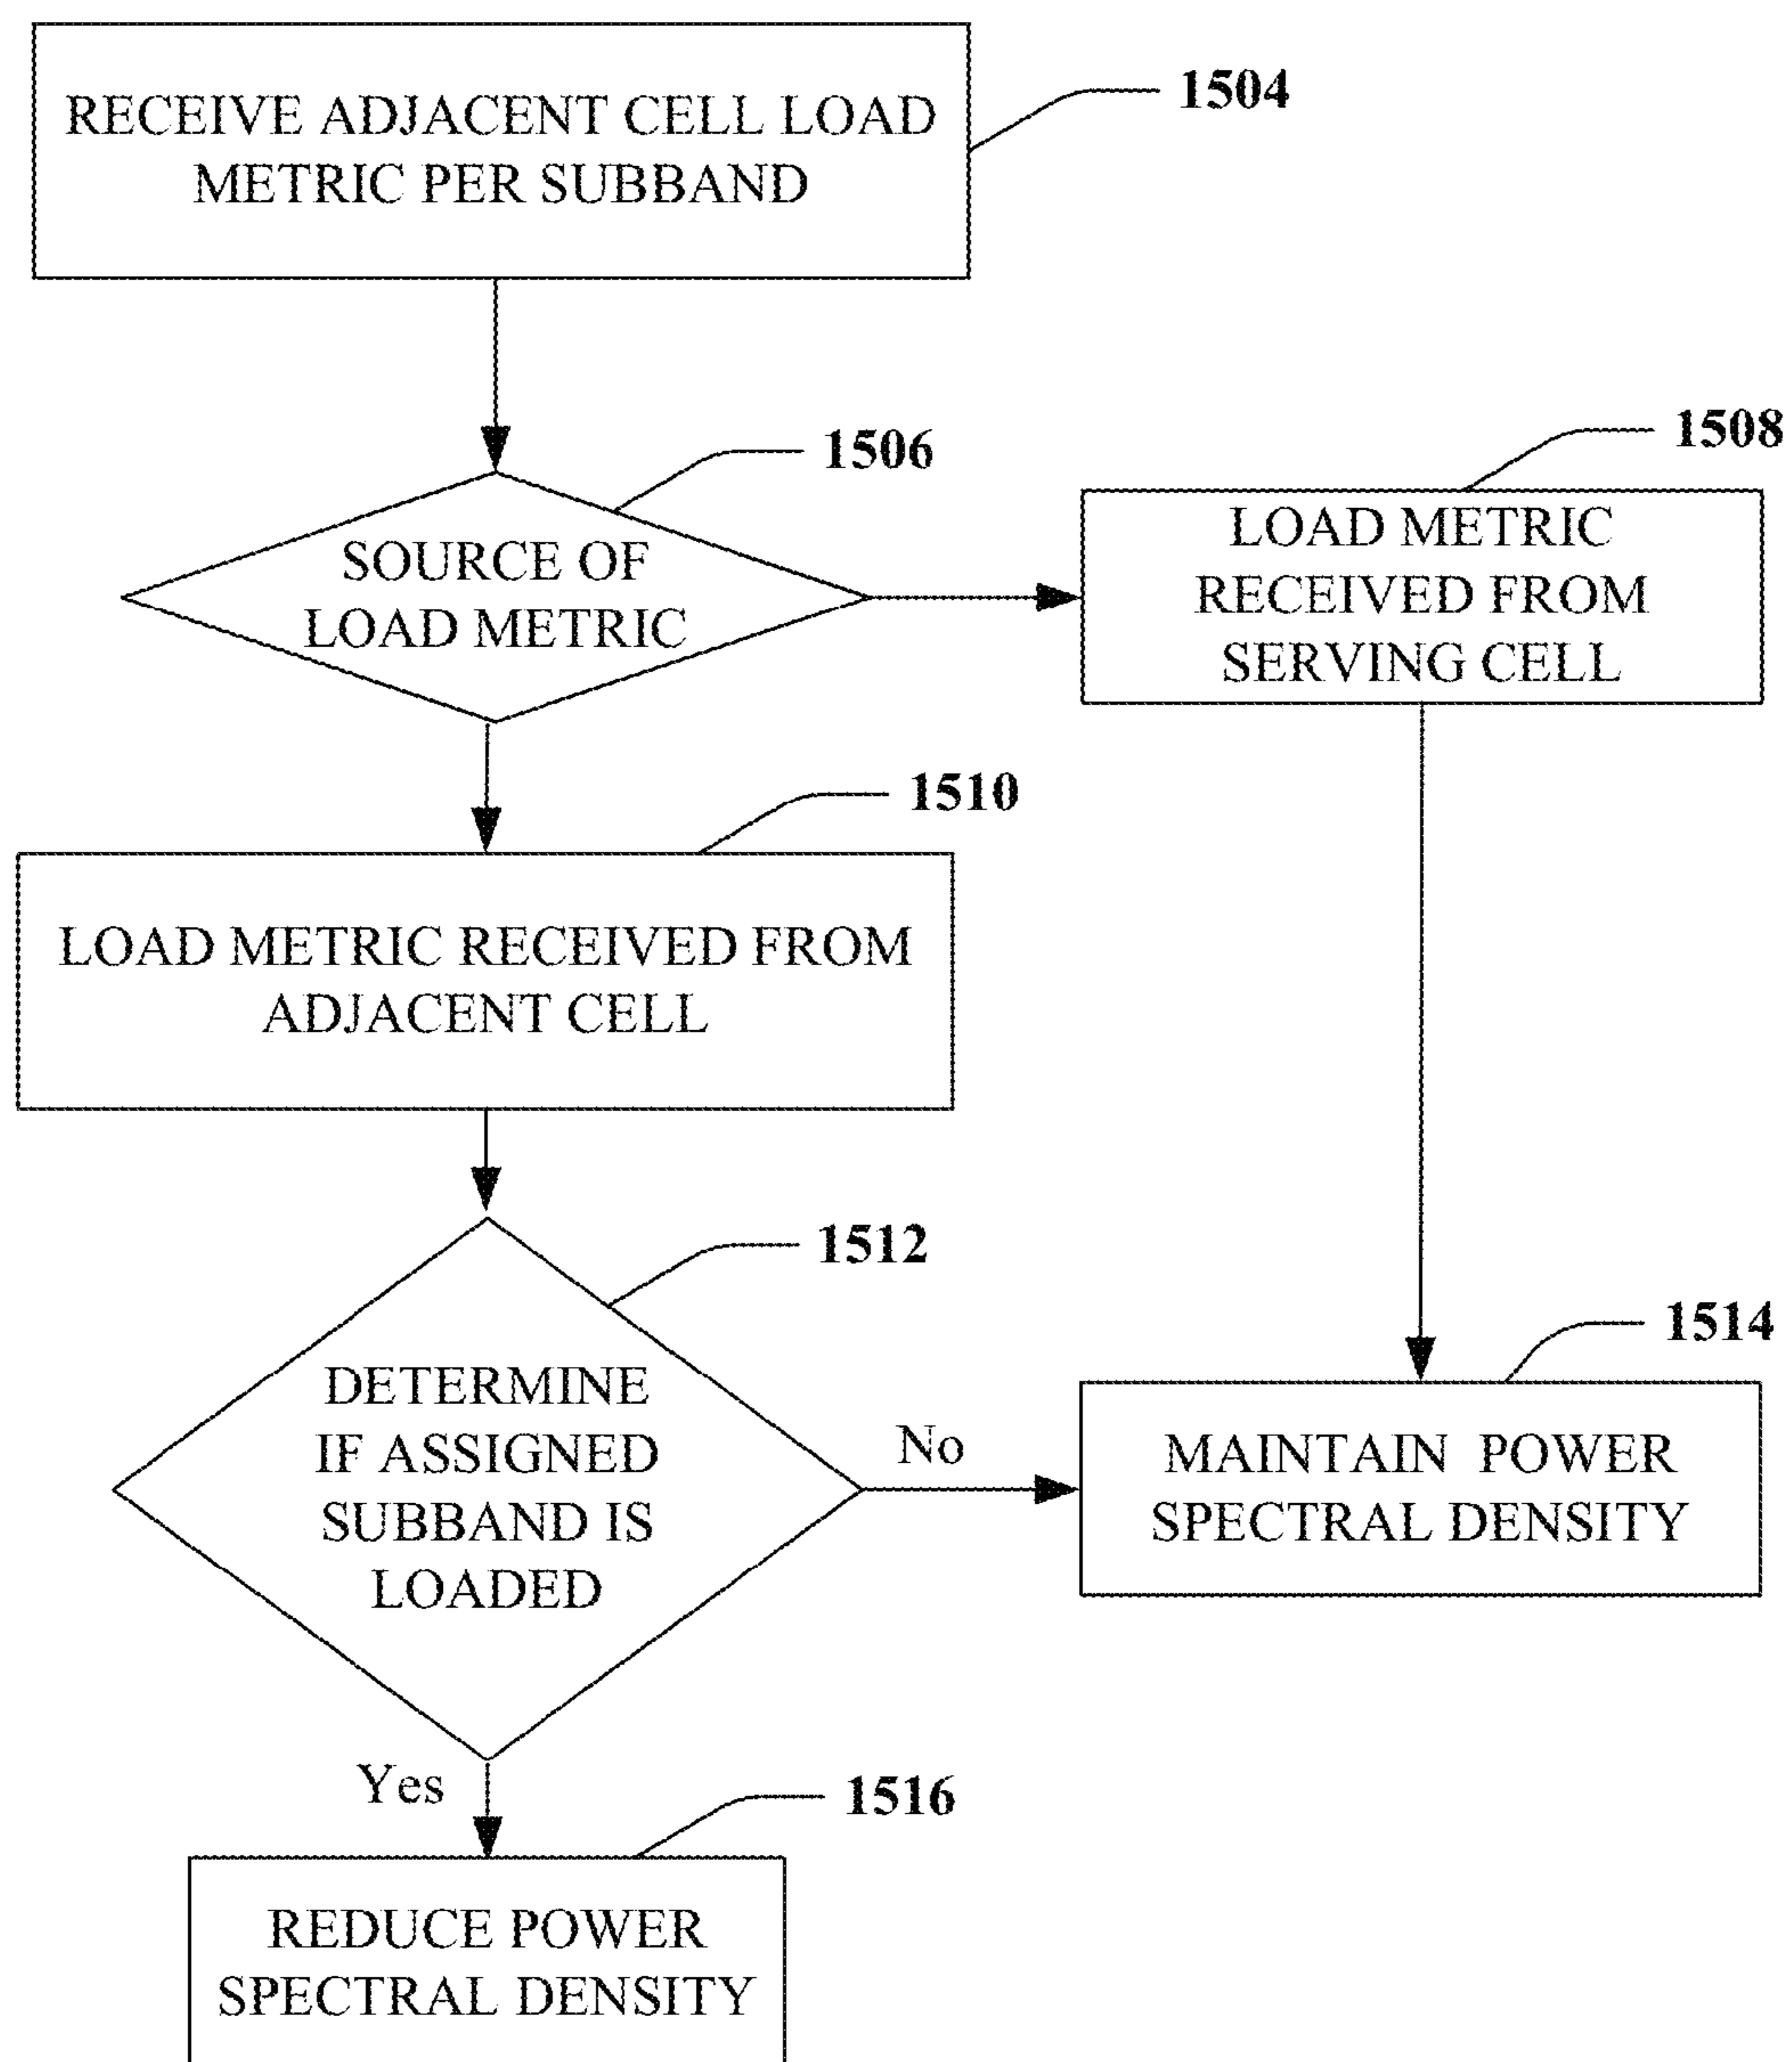 RECEIVE ADJACENT CELL LOAD
METRIC PER SUBBAND
1504
1506
SOURCE OF
LOAD METRIC
1508
LOAD METRIC
RECEIVED FROM
SERVING CELL
1510
LOAD METRIC RECEIVED FROM
ADJACENT CELL
1512
DETERMINE
IF ASSIGNED
SUBBAND IS
LOADED
No
1514
MAINTAIN POWER
SPECTRAL DENSITY
Yes
1516
REDUCE POWER
SPECTRAL DENSITY